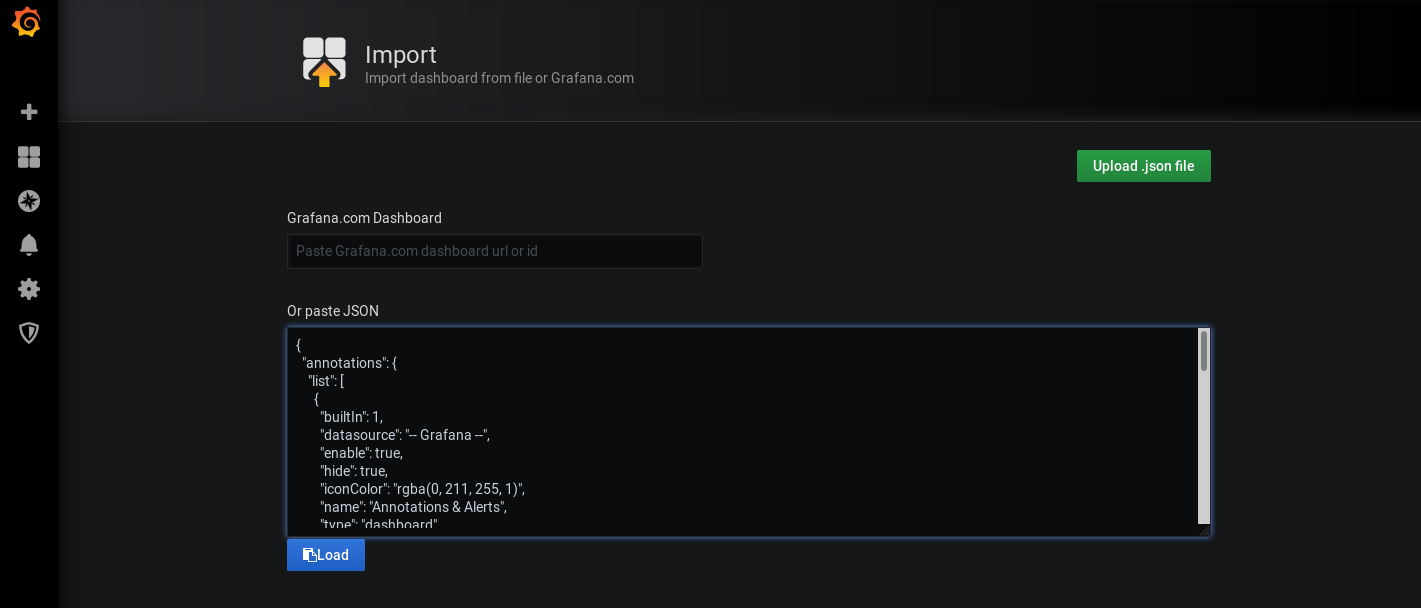 Import
Import dashboard from file or Grafana.com
Upload .json file
Grafana.com Dashboard
Paste Grafana.com dashboard url or id
Or paste JSON
{
"annotations": {
"list": [
{
"builtIn": 1,
"datasource": "-- Grafana --",
"enable": true,
"hide": true,
"iconColor": "rgba(0, 211, 255, 1)",
"name": "Annotations & Alerts",
"type": "dashboard"
Load